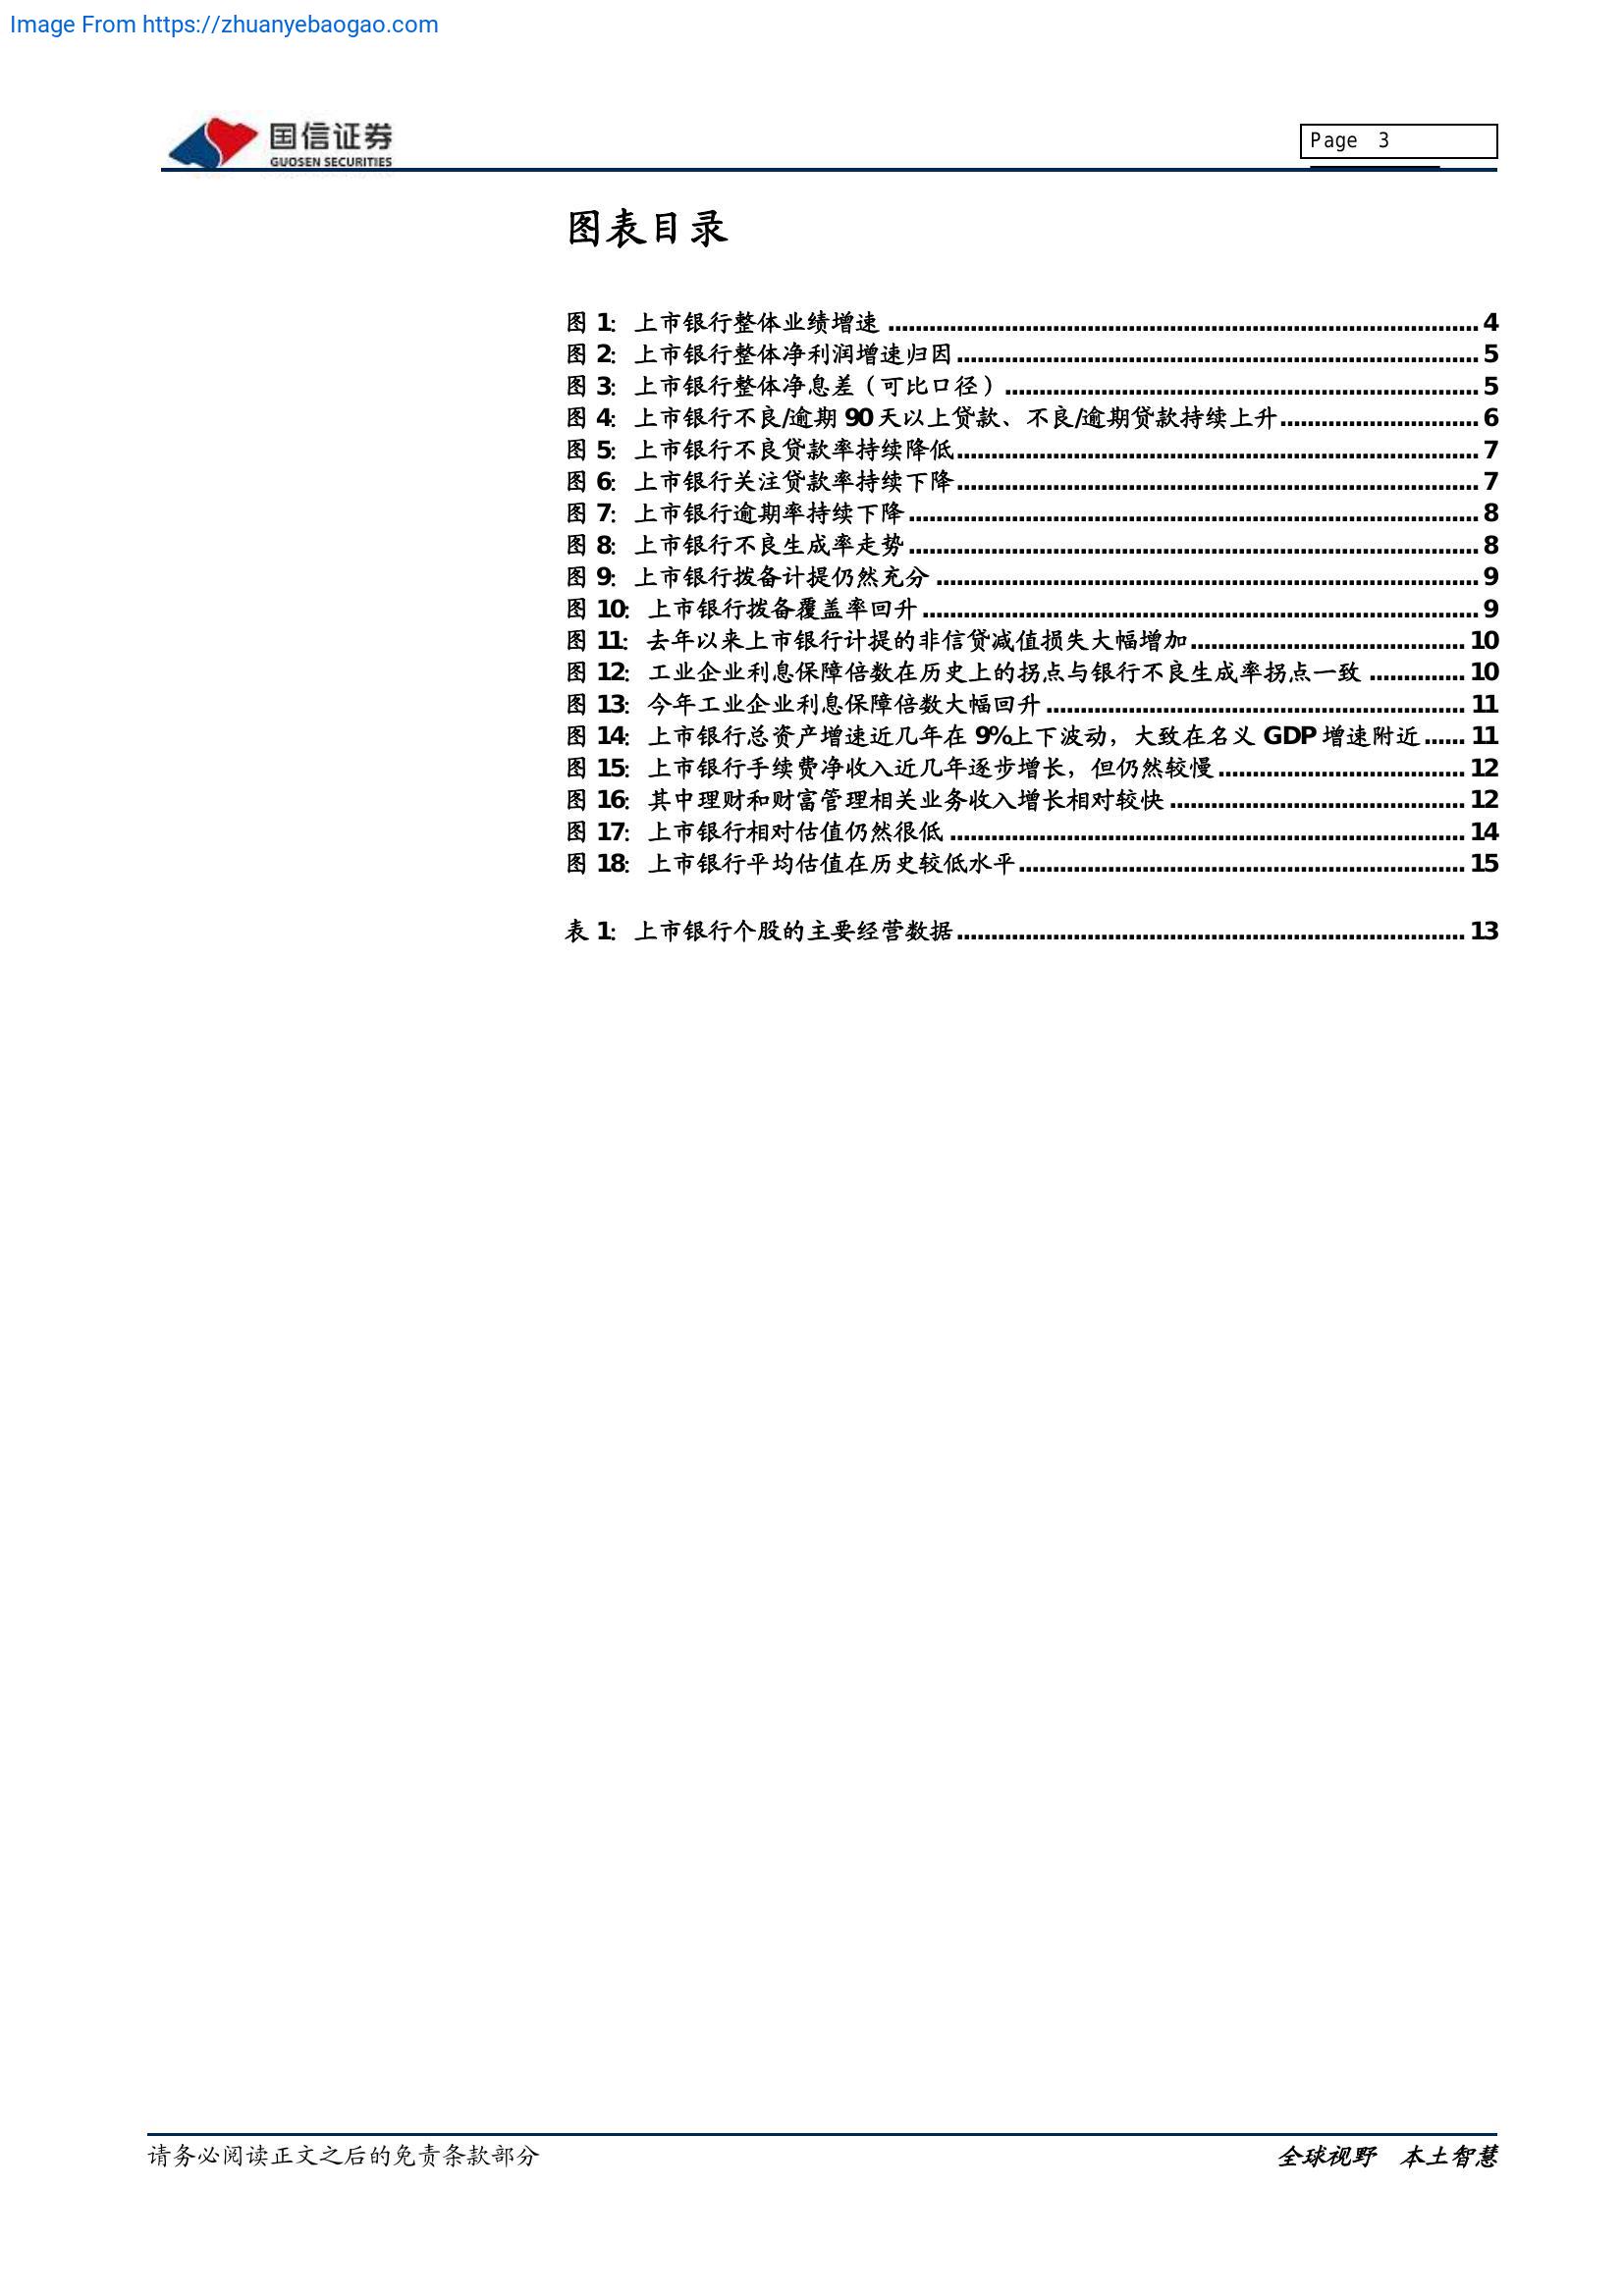 Image From https://zhuanyebaogao.com
国信证券
GUOSEN SECURITIES
Page 3
图表目录
图 1: 上市银行整体业绩增速 ........................................ 4
图 2: 上市银行整体净利润增速归因 ........................................ 5
图 3: 上市银行整体净息差（可比口径） ........................................ 5
图 4: 上市银行不良/逾期 90 天以上贷款、不良/逾期贷款持续上升 ........................................ 6
图 5: 上市银行不良贷款率持续降低 ........................................ 7
图 6: 上市银行关注贷款率持续下降 ........................................ 7
图 7: 上市银行逾期率持续下降 ........................................ 8
图 8: 上市银行不良生成率走势 ........................................ 8
图 9: 上市银行拨备计提仍然充分 ........................................ 9
图 10: 上市银行拨备覆盖率回升 ........................................ 9
图 11: 去年以来上市银行计提的非信贷减值损失大幅增加 ........................................ 10
图 12: 工业企业利息保障倍数在历史上的拐点与银行不良生成率拐点一致 .............. 10
图 13: 今年工业企业利息保障倍数大幅回升 ........................................ 11
图 14: 上市银行总资产增速近几年在 9%上下波动，大致在名义 GDP 增速附近 ...... 11
图 15: 上市银行手续费净收入近几年逐步增长，但仍然较慢 ........................................ 12
图 16: 其中理财和财富管理相关业务收入增长相对较快 ........................................ 12
图 17: 上市银行相对估值仍然很低 ........................................ 14
图 18: 上市银行平均估值在历史较低水平 ........................................ 15
表 1: 上市银行个股的主要经营数据 ........................................ 13
请务必阅读正文之后的免责条款部分
全球视野 本土智慧